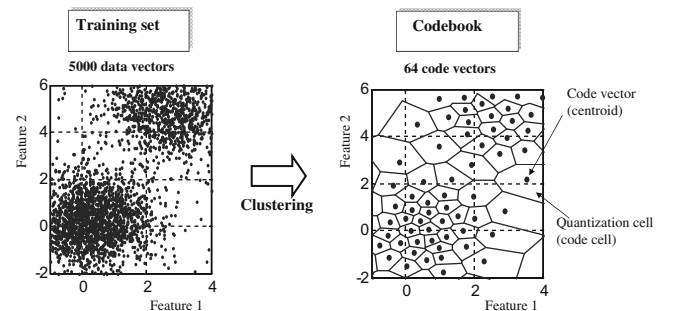 Training set
5000 data vectors
6
4
2
0
-2
0
2
4
Feature 2
Feature 1
Clustering
Codebook
64 code vectors
6
4
2
0
-2
0
2
4
Feature 2
Feature 1
Code vector
(centroid)
Quantization cell
(code cell)